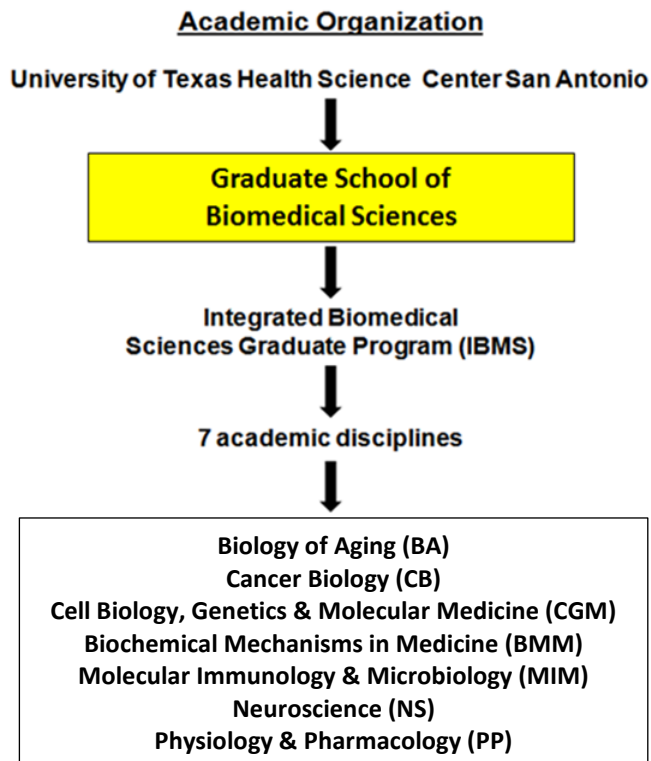 Academic Organization
University of Texas Health Science Center San Antonio
Graduate School of
Biomedical Sciences
Integrated Biomedical
Sciences Graduate Program (IBMS)
7 academic disciplines
Biology of Aging (BA)
Cancer Biology (CB)
Cell Biology, Genetics & Molecular Medicine (CGM)
Biochemical Mechanisms in Medicine (BMM)
Molecular Immunology & Microbiology (MIM)
Neuroscience (NS)
Physiology & Pharmacology (PP)